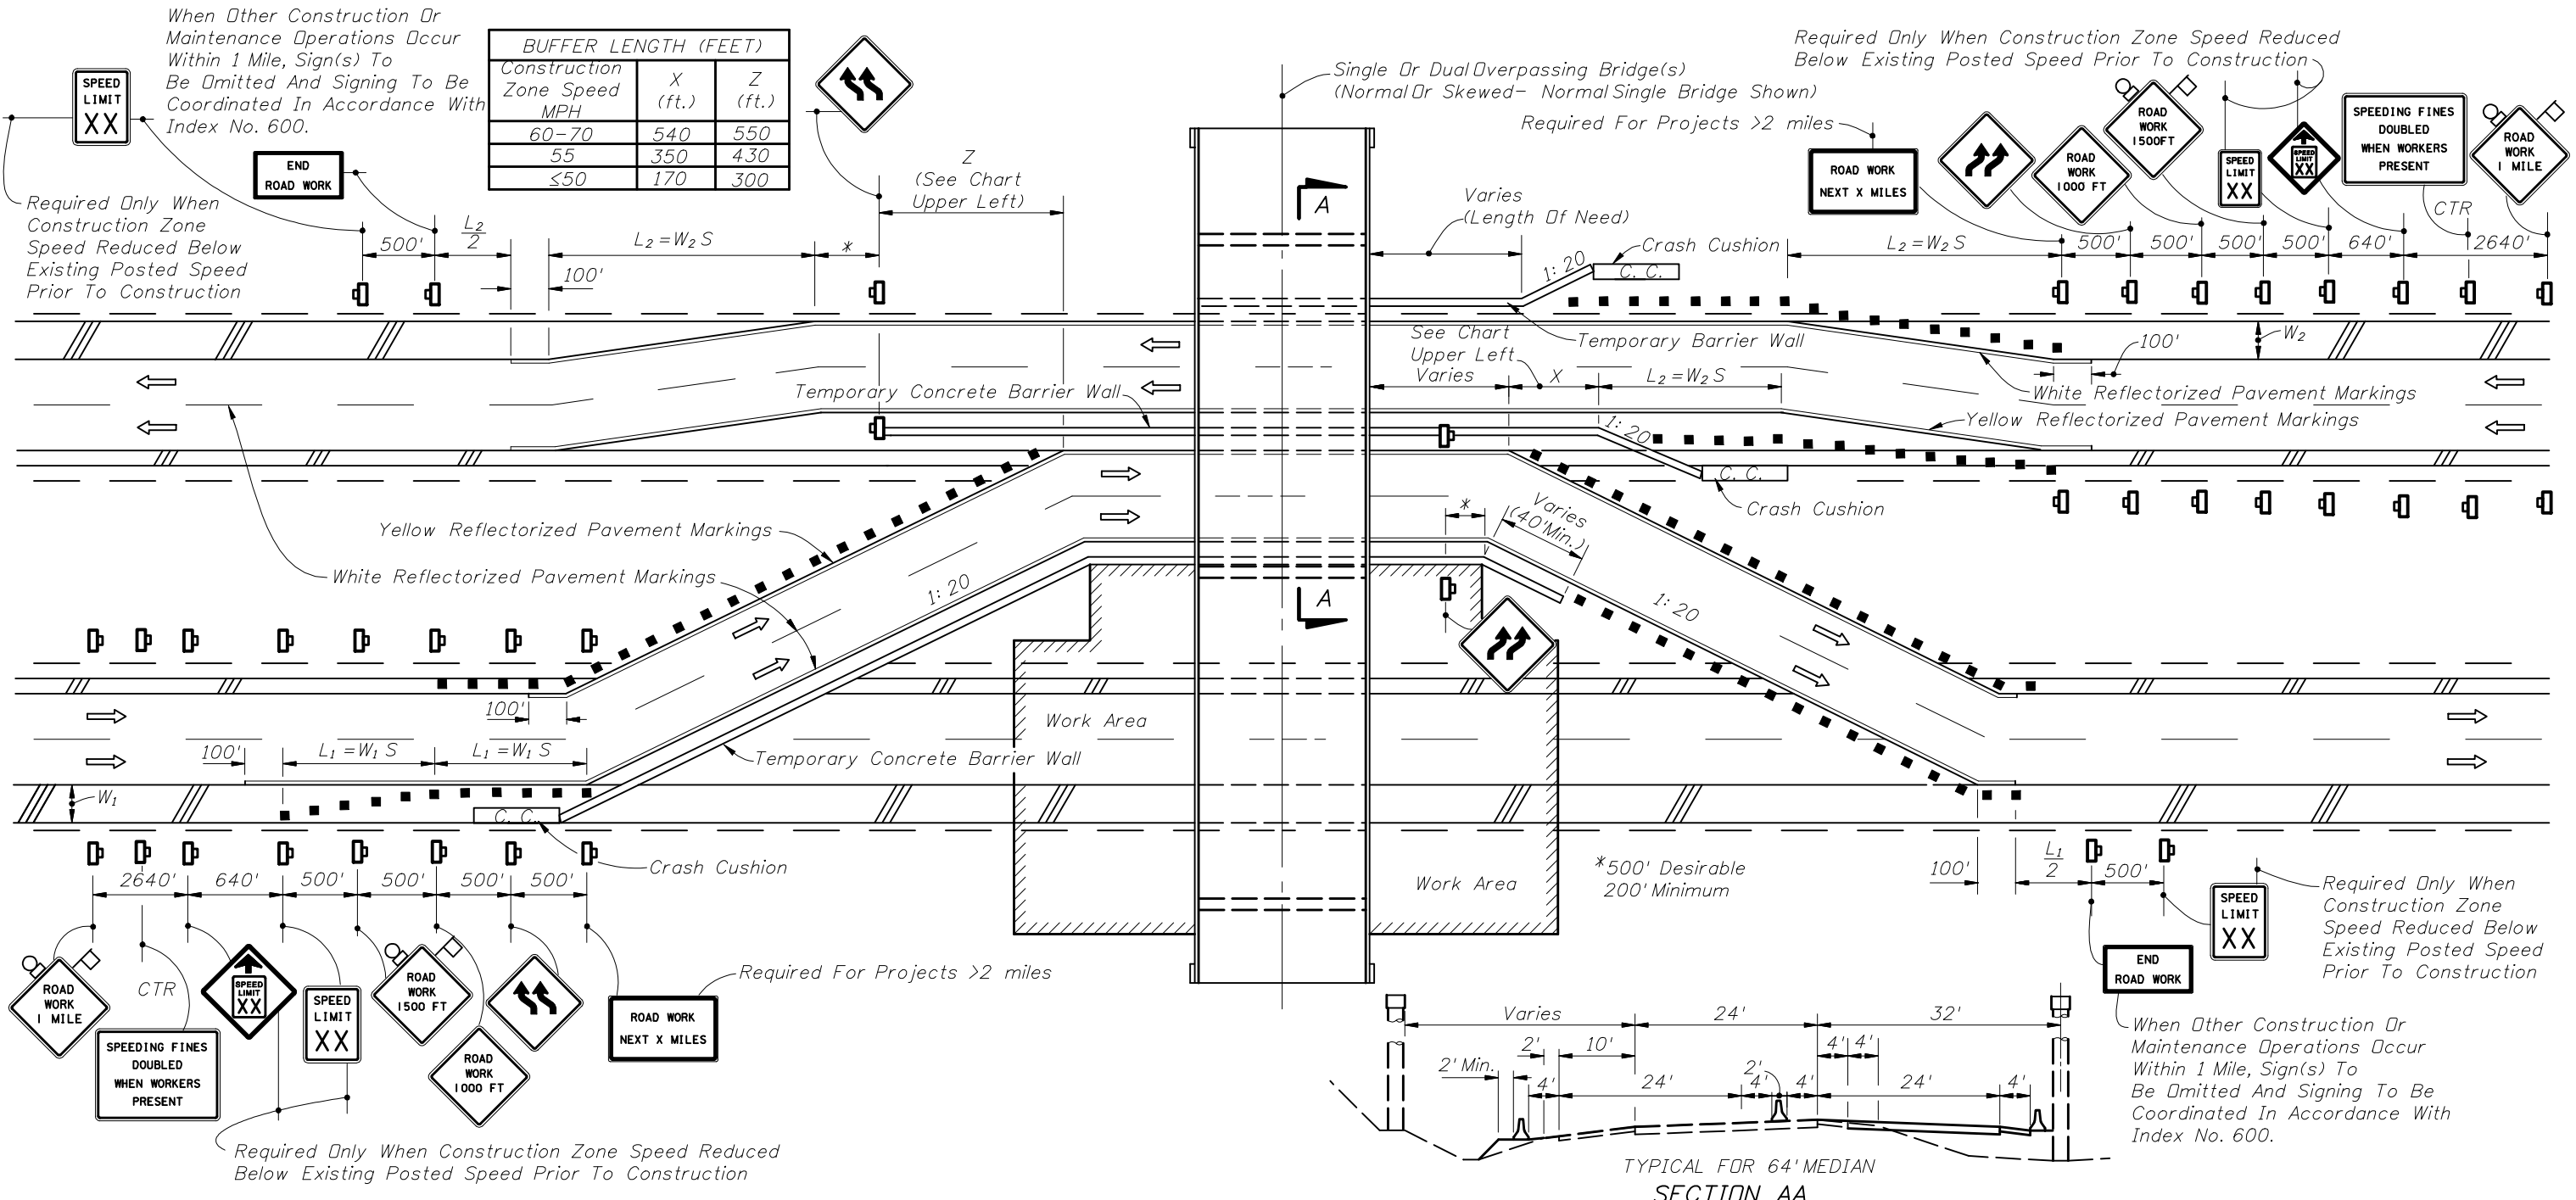 When Other Construction Or
Maintenance Operations Occur
Within 1 Mile, Sign(s) To
Be Omitted And Signing To Be
Coordinated In Accordance With
Index No. 600.
SPEED
LIMIT
XX
END
ROAD WORK
Required Only When
Construction Zone
Speed Reduced Below
Existing Posted Speed
Prior To Construction
BUFFER LENGTH (FEET)
Construction
Zone Speed
MPH
X
(ft.)
Z
(ft.)
60-70 540 550
55 350 430
≤50 170 300
500'
L2
2
L2=W2 S
*
100'
Z
(See Chart
Upper Left)
Single Or Dual Overpassing Bridge(s)
(Normal Or Skewed- Normal Single Bridge Shown)
Required For Projects >2 miles
Required Only When Construction Zone Speed Reduced
Below Existing Posted Speed Prior To Construction
ROAD WORK
NEXT X MILES
ROAD
WORK
1000 FT
ROAD
WORK
1500FT
SPEED
LIMIT
XX
SPEED
LIMIT
XX
SPEEDING FINES
DOUBLED
WHEN WORKERS
PRESENT
ROAD
WORK
1 MILE
CTR
A
Varies
(Length Of Need)
Crash Cushion
1: 20
C. C.
L2=W2 S
500' 500' 500' 500' 640' 2640'
Temporary Barrier Wall
See Chart
Upper Left
Varies
X
L2=W2 S
W2
100'
White Reflectorized Pavement Markings
Yellow Reflectorized Pavement Markings
Temporary Concrete Barrier Wall
1: 20
C. C.
Crash Cushion
Yellow Reflectorized Pavement Markings
White Reflectorized Pavement Markings
1: 20
*
Varies
(40'Min.)
1: 20
A
100'
Work Area
Temporary Concrete Barrier Wall
100'
L1=W1 S
L1=W1 S
W1
C. C.
Crash Cushion
2640' 640' 500' 500' 500' 500'
*500' Desirable
200' Minimum
Work Area
100'
L1
2
500'
SPEED
LIMIT
XX
Required Only When
Construction Zone
Speed Reduced Below
Existing Posted Speed
Prior To Construction
END
ROAD WORK
When Other Construction Or
Maintenance Operations Occur
Within 1 Mile, Sign(s) To
Be Omitted And Signing To Be
Coordinated In Accordance With
Index No. 600.
ROAD
WORK
1 MILE
CTR
SPEEDING FINES
DOUBLED
WHEN WORKERS
PRESENT
SPEED
LIMIT
XX
SPEED
LIMIT
XX
ROAD
WORK
1500 FT
ROAD
WORK
1000 FT
ROAD WORK
NEXT X MILES
Required For Projects >2 miles
Required Only When Construction Zone Speed Reduced
Below Existing Posted Speed Prior To Construction
Varies 24' 32'
2' 10' 4' 4'
2' Min. 4' 24' 4' 2' 4' 24' 4'
TYPICAL FOR 64' MEDIAN
SECTION AA